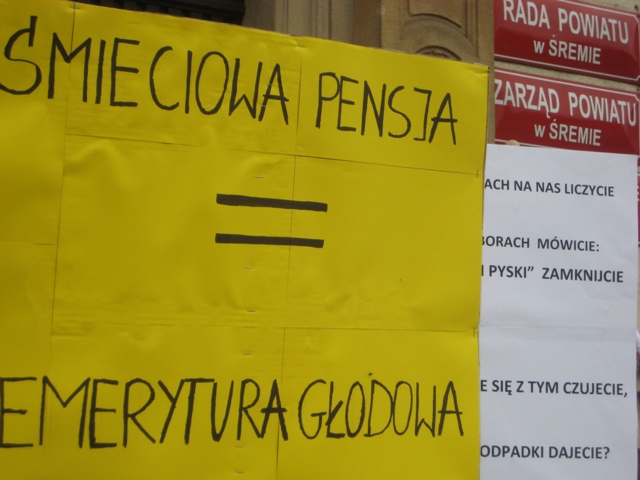 ŚMIECIOWA PENSJA
=
EMERYTURA GŁODOWA
RADA POWIATU
W ŚREMIE
ZARZĄD POWIATU
W ŚREMIE
ACH NA NAS LICZYCIE
BORACH MÓWICIE:
I PYSKI" ZAMKNIJCIE
E SIĘ Z TYM CZUJECIE,
ODPADKI DAJECIE?